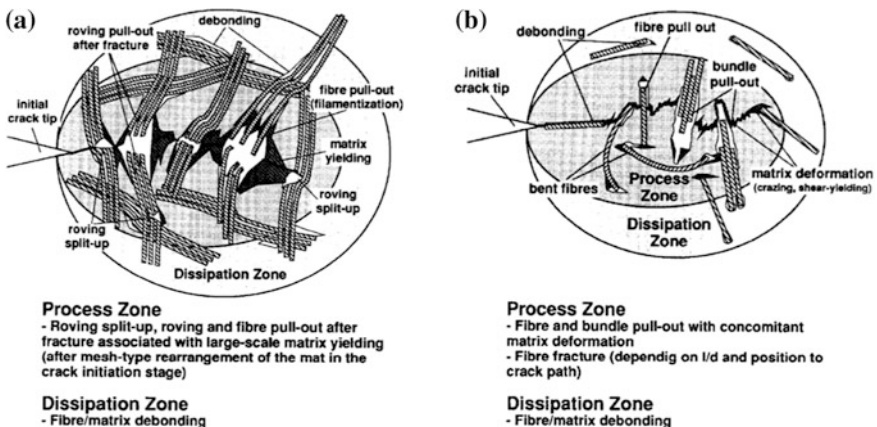 (a)
roving pull-out
after fracture
debonding
fibre pull-out
(filamentization)
initial
crack tip
matrix
yielding
roving
split-up
roving
split-up
Dissipation Zone
Process Zone
- Roving split-up, roving and fibre pull-out after
fracture associated with large-scale matrix yielding
(after mesh-type rearrangement of the mat in the
crack initiation stage)
Dissipation Zone
- Fibre/matrix debonding
(b)
debonding
fibre pull out
bundle
pull-out
initial
crack tip
bent fibres
Process
Zone
matrix deformation
(crazing, shear-yielding)
Dissipation
Zone
Process Zone
- Fibre and bundle pull-out with concomitant
matrix deformation
- Fibre fracture (dependig on l/d and position to
crack path)
Dissipation Zone
- Fibre/matrix debonding